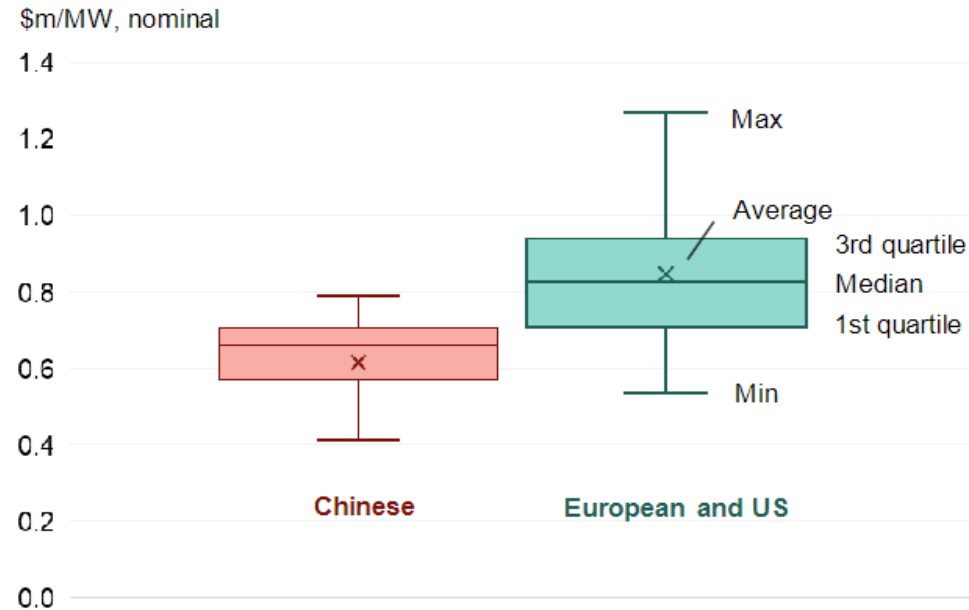 $m/MW, nominal
1.4
1.2
1.0
0.8
0.6
0.4
0.2
0.0
Max
Average
3rd quartile
Median
1st quartile
Min
Chinese
European and US